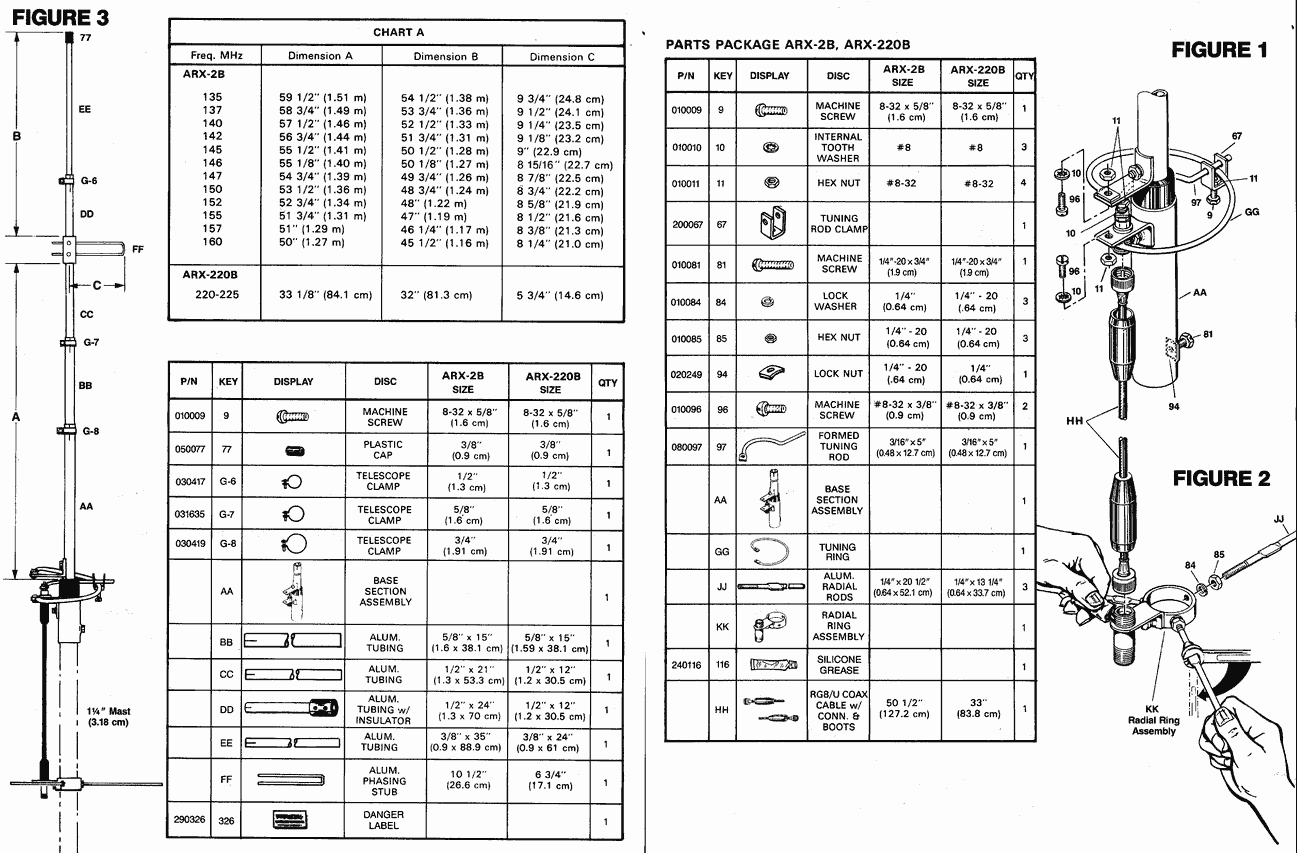 FIGURE 3
77
EE
B
G-6
DD
FF
C
CC
G-7
BB
A
G-8
AA
1¼" Mast
(3.18 cm)
CHART A
Freq. MHz Dimension A Dimension B Dimension C
ARX-2B
135 59 1/2" (1.51 m) 54 1/2" (1.38 m) 9 3/4" (24.8 cm)
137 58 3/4" (1.49 m) 53 3/4" (1.36 m) 9 1/2" (24.1 cm)
140 57 1/2" (1.46 m) 52 1/2" (1.33 m) 9 1/4" (23.5 cm)
142 56 3/4" (1.44 m) 51 3/4" (1.31 m) 9 1/8" (23.2 cm)
145 55 1/2" (1.41 m) 50 1/2" (1.28 m) 9" (22.9 cm)
146 55 1/8" (1.40 m) 50 1/8" (1.27 m) 8 15/16" (22.7 cm)
147 54 3/4" (1.39 m) 49 3/4" (1.26 m) 8 7/8" (22.5 cm)
150 53 1/2" (1.36 m) 48 3/4" (1.24 m) 8 3/4" (22.2 cm)
152 52 3/4" (1.34 m) 48" (1.22 m) 8 5/8" (21.9 cm)
155 51 3/4" (1.31 m) 47" (1.19 m) 8 1/2" (21.6 cm)
157 51" (1.29 m) 46 1/4" (1.17 m) 8 3/8" (21.3 cm)
160 50" (1.27 m) 45 1/2" (1.16 m) 8 1/4" (21.0 cm)
ARX-220B
220-225 33 1/8" (84.1 cm) 32" (81.3 cm) 5 3/4" (14.6 cm)
P/N KEY DISPLAY DISC ARX-2B SIZE ARX-220B SIZE QTY
010009 9 MACHINE SCREW 8-32 x 5/8" (1.6 cm) 8-32 x 5/8" (1.6 cm) 1
050077 77 PLASTIC CAP 3/8" (0.9 cm) 3/8" (0.9 cm) 1
030417 G-6 TELESCOPE CLAMP 1/2" (1.3 cm) 1/2" (1.3 cm) 1
031635 G-7 TELESCOPE CLAMP 5/8" (1.6 cm) 5/8" (1.6 cm) 1
030419 G-8 TELESCOPE CLAMP 3/4" (1.91 cm) 3/4" (1.91 cm) 1
AA BASE SECTION ASSEMBLY 1
BB ALUM. TUBING 5/8" x 15" (1.6 x 38.1 cm) 5/8" x 15" (1.59 x 38.1 cm) 1
CC ALUM. TUBING 1/2" x 21" (1.3 x 53.3 cm) 1/2" x 12" (1.2 x 30.5 cm) 1
DD ALUM. TUBING w/ INSULATOR 1/2" x 24" (1.3 x 70 cm) 1/2" x 12" (1.2 x 30.5 cm) 1
EE ALUM. TUBING 3/8" x 35" (0.9 x 88.9 cm) 3/8" x 24" (0.9 x 61 cm) 1
FF ALUM. PHASING STUB 10 1/2" (26.6 cm) 6 3/4" (17.1 cm) 1
290326 326 DANGER LABEL 1
PARTS PACKAGE ARX-2B, ARX-220B
P/N KEY DISPLAY DISC ARX-2B SIZE ARX-220B SIZE QTY
010009 9 MACHINE SCREW 8-32 x 5/8" (1.6 cm) 8-32 x 5/8" (1.6 cm) 1
010010 10 INTERNAL TOOTH WASHER #8 #8 3
010011 11 HEX NUT #8-32 #8-32 4
200067 67 TUNING ROD CLAMP 1
010081 81 MACHINE SCREW 1/4"-20 x 3/4" (1.9 cm) 1/4"-20 x 3/4" (1.9 cm) 1
010084 84 LOCK WASHER 1/4" (0.64 cm) 1/4" - 20 (.64 cm) 3
010085 85 HEX NUT 1/4" - 20 (0.64 cm) 1/4" - 20 (0.64 cm) 3
020249 94 LOCK NUT 1/4" - 20 (.64 cm) 1/4" (0.64 cm) 1
010096 96 MACHINE SCREW #8-32 x 3/8" (0.9 cm) #8-32 x 3/8" (0.9 cm) 2
080097 97 FORMED TUNING ROD 3/16" x 5" (0.48 x 12.7 cm) 3/16" x 5" (0.48 x 12.7 cm) 1
AA BASE SECTION ASSEMBLY 1
GG TUNING RING 1
JJ ALUM. RADIAL RODS 1/4" x 20 1/2" (0.64 x 52.1 cm) 1/4" x 13 1/4" (0.64 x 33.7 cm) 3
KK RADIAL RING ASSEMBLY 1
240116 116 SILICONE GREASE 1
HH RG8/U COAX CABLE w/ CONN. & BOOTS 50 1/2" (127.2 cm) 33" (83.8 cm) 1
FIGURE 1
11
67
10
11
96
97
9
GG
10
96
10
11
AA
81
94
HH
FIGURE 2
JJ
85
84
KK
Radial Ring
Assembly